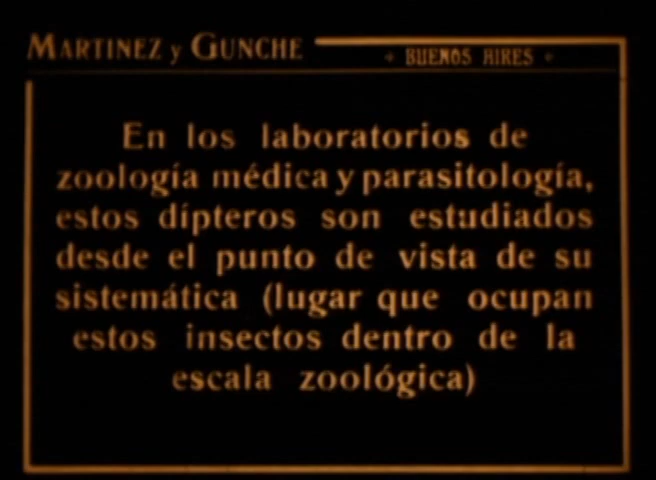 MARTINEZ y GUNCHE
BUENOS AIRES
En los laboratorios de
zoología médica y parasitología,
estos dípteros son estudiados
desde el punto de vista de su
sistemática (lugar que ocupan
estos insectos dentro de la
escala zoológica)